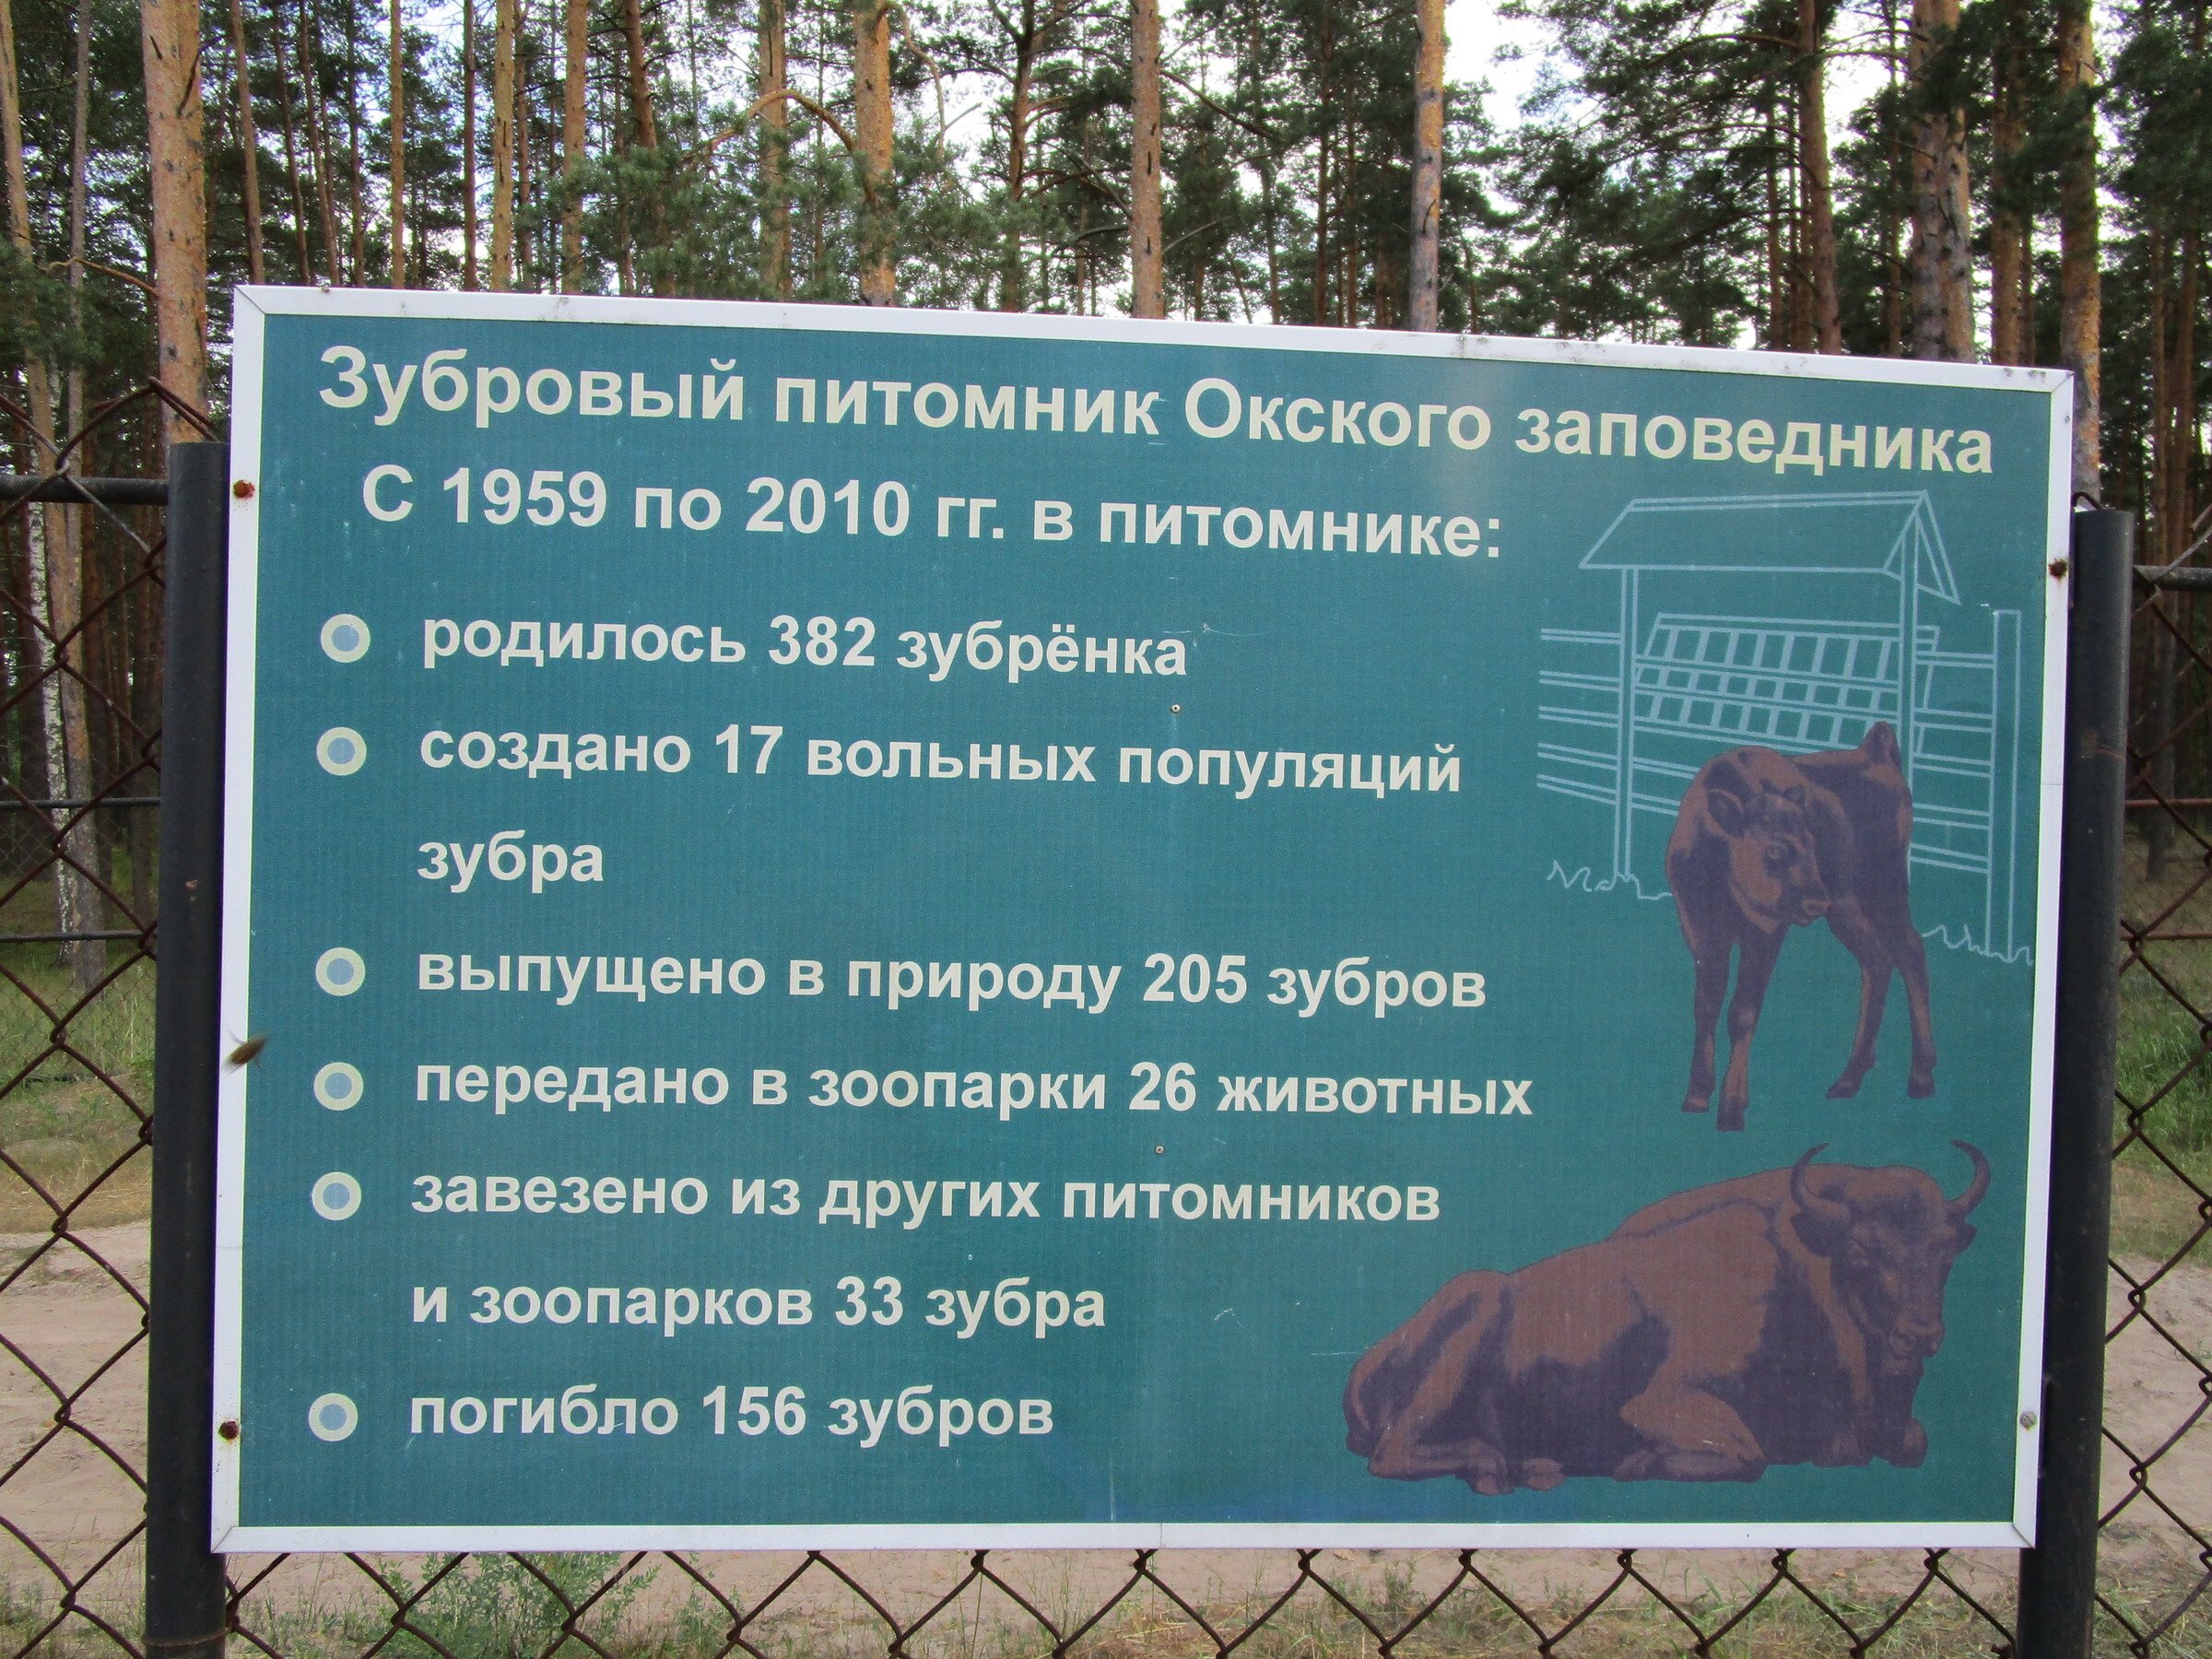 Зубровый питомник Окского заповедника
С 1959 по 2010 гг. в питомнике:
родилось 382 зубрёнка
создано 17 вольных популяций
зубра
выпущено в природу 205 зубров
передано в зоопарки 26 животных
завезено из других питомников
и зоопарков 33 зубра
погибло 156 зубров